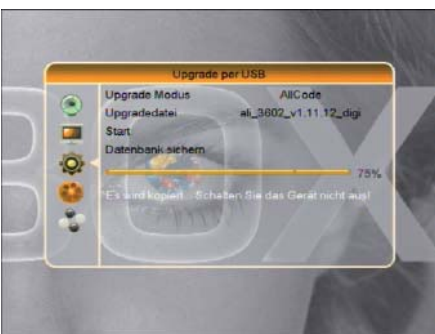 Upgrade per USB
Upgrade Modus AllCode
Upgradedatei ali_3602_v1.11.12_digi
Start
Datenbank sichern
75%
Es wird kopiert... Schalten Sie das Gerät nicht aus!
BOX